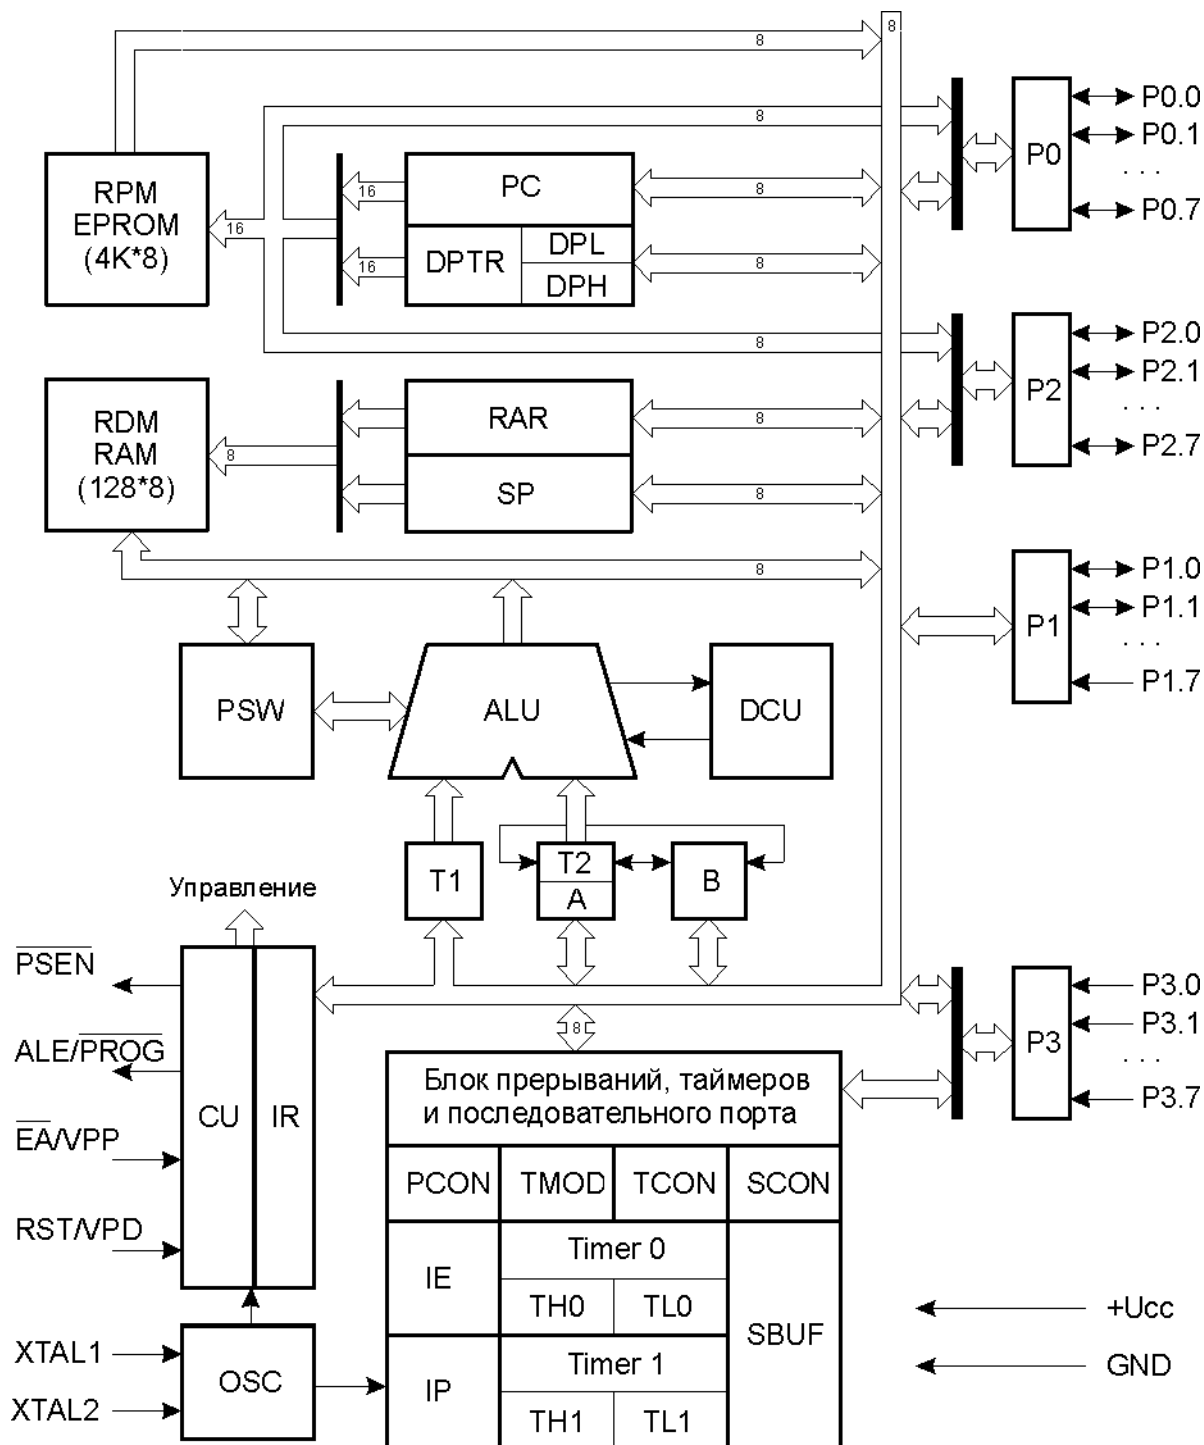 8
8
P0.0
8
P0.1
P0
. . .
P0.7
RPM
EPROM
(4K*8)
16
16
PC
8
DPTR
DPL
DPH
16
8
8
P2.0
P2.1
P2
. . .
P2.7
RDM
RAM
(128*8)
8
RAR
8
SP
8
8
P1.0
P1.1
P1
. . .
P1.7
PSW
ALU
DCU
T1
T2
A
B
Управление
PSEN
ALE/PROG
EA/VPP
RST/VPD
CU
IR
8
P3.0
P3.1
P3
. . .
P3.7
Блок прерываний, таймеров
и последовательного порта
PCON
TMOD
TCON
SCON
IE
Timer 0
TH0
TL0
SBUF
IP
Timer 1
TH1
TL1
XTAL1
XTAL2
OSC
+Ucc
GND